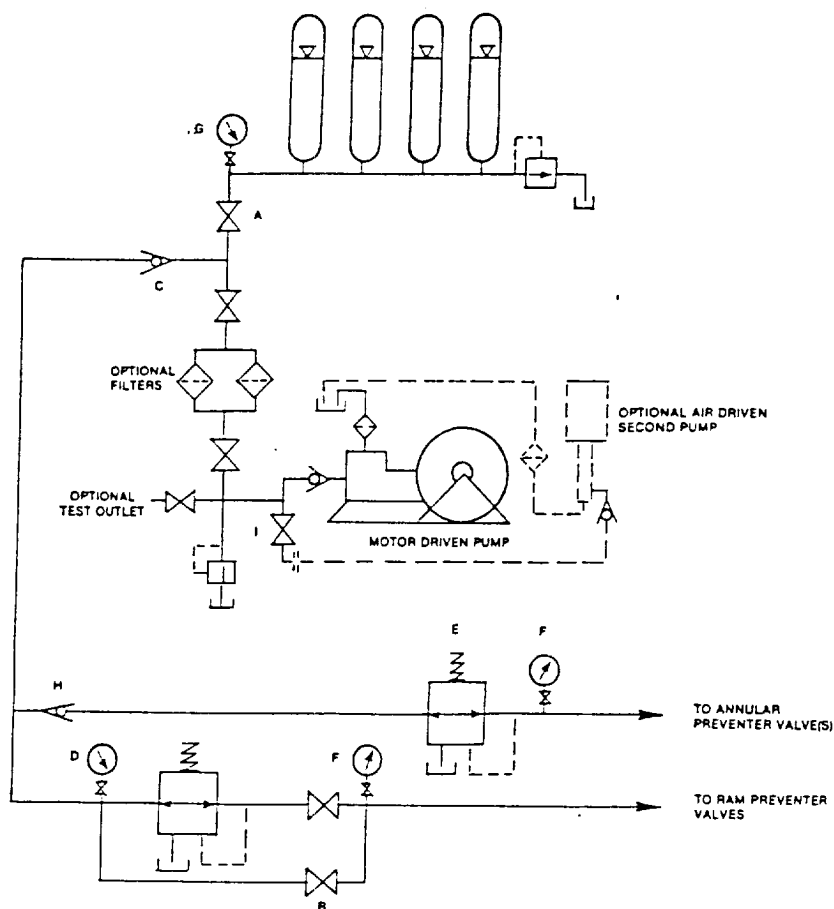 .G
A
C
OPTIONAL
FILTERS
OPTIONAL AIR DRIVEN
SECOND PUMP
OPTIONAL
TEST OUTLET
I
MOTOR DRIVEN PUMP
E
F
H
TO ANNULAR
PREVENTER VALVE(S)
D
F
TO RAM PREVENTER
VALVES
B